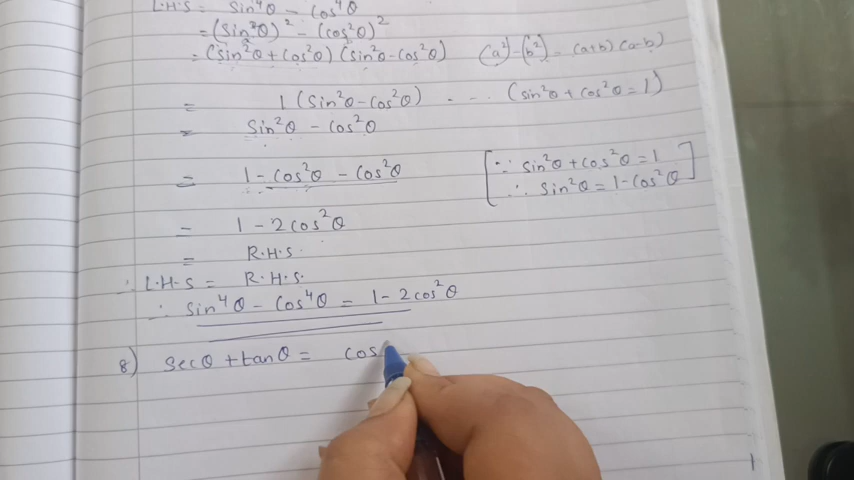 L.H.S = sin⁴θ - cos⁴θ
= (sin²θ)² - (cos²θ)²
= (sin²θ + cos²θ) (sin²θ - cos²θ) (a²) - (b²) = (a+b) (a-b)
= 1 (sin²θ - cos²θ) - - - (sin²θ + cos²θ = 1)
= sin²θ - cos²θ
= 1 - cos²θ - cos²θ [∵ sin²θ + cos²θ = 1
∴ sin²θ = 1 - cos²θ]
= 1 - 2cos²θ
= R.H.S.
∴ L.H.S = R.H.S.
∴ sin⁴θ - cos⁴θ = 1 - 2cos²θ
8) secθ + tanθ = cos